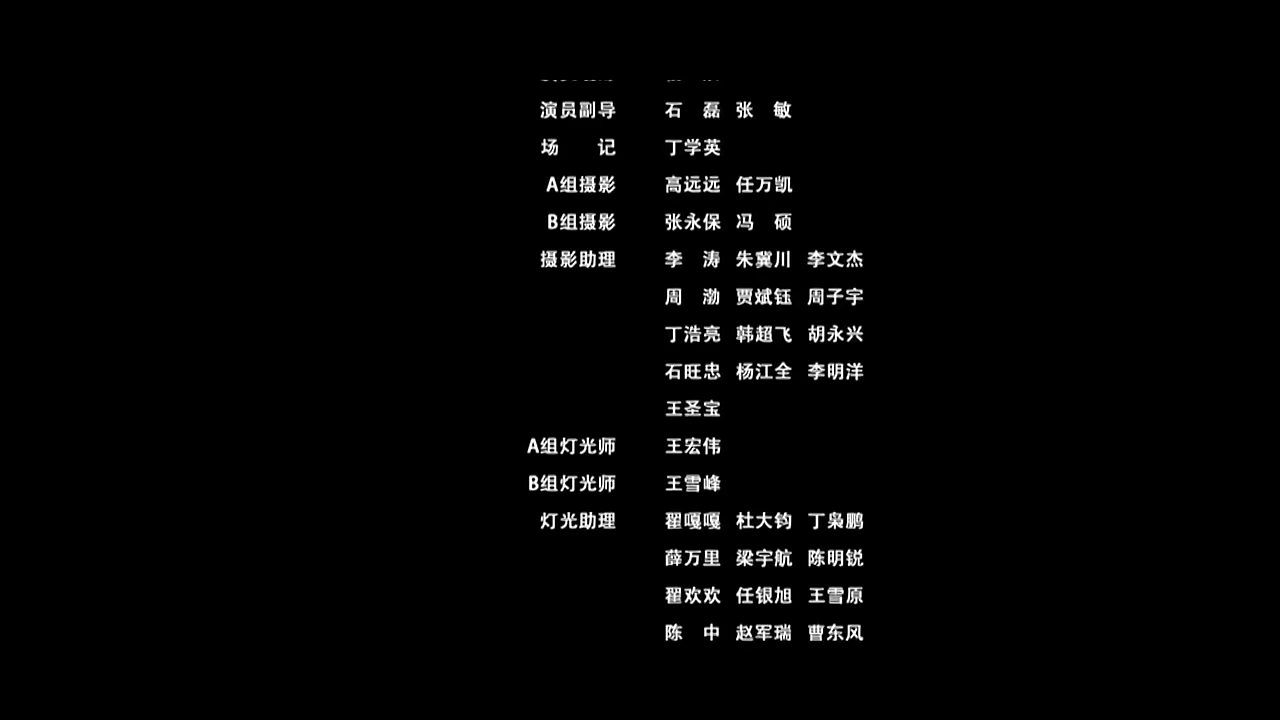 演员副导 石 磊 张 敏
场 记 丁学英
A组摄影 高远远 任万凯
B组摄影 张永保 冯 硕
摄影助理 李 涛 朱冀川 李文杰
周 渤 贾斌钰 周子宇
丁浩亮 韩超飞 胡永兴
石旺忠 杨江全 李明洋
王圣宝
A组灯光师 王宏伟
B组灯光师 王雪峰
灯光助理 翟嘎嘎 杜大钧 丁枭鹏
薛万里 梁宇航 陈明锐
翟欢欢 任银旭 王雪原
陈 中 赵军瑞 曹东风